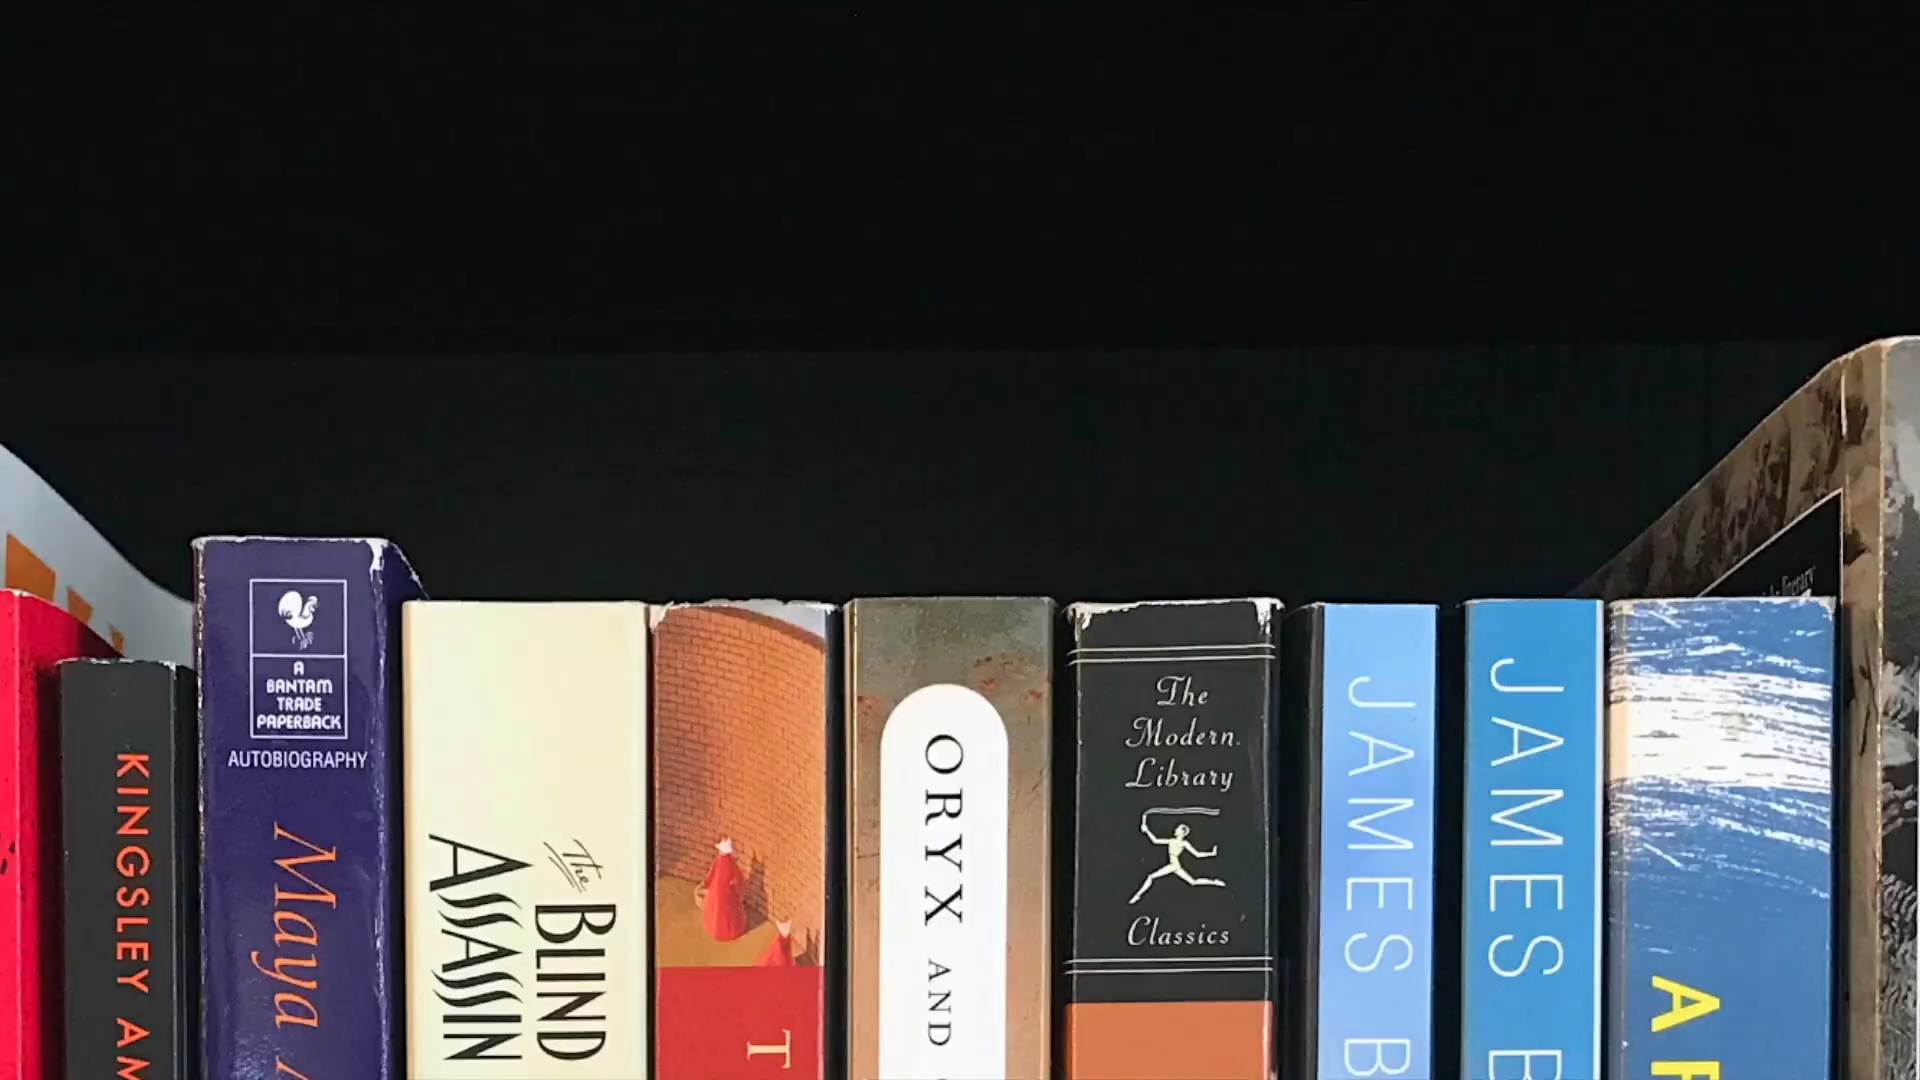 KINGSLEY AM
A
BANTAM
TRADE
PAPERBACK
AUTOBIOGRAPHY
Maya
The BLIND
ASSASSIN
T
ORYX AND
The
Modern
Library
Classics
JAMES B
JAMES B
A